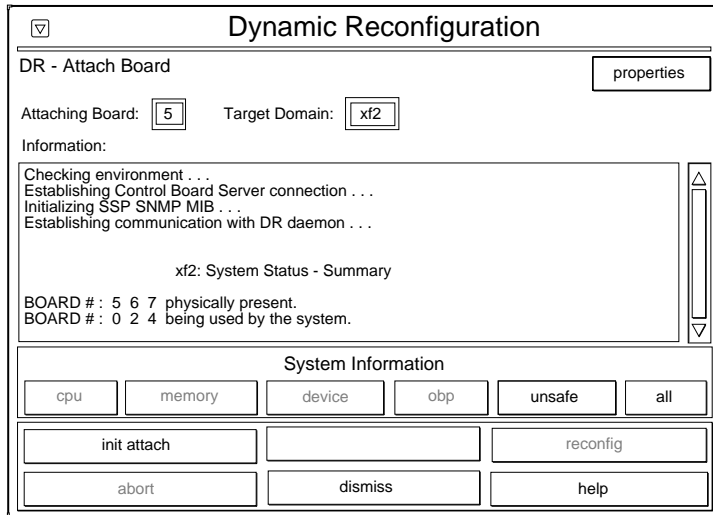 Dynamic Reconfiguration
DR - Attach Board
properties
Attaching Board: 5 Target Domain: xf2
Information:
Checking environment . . .
Establishing Control Board Server connection . . .
Initializing SSP SNMP MIB . . .
Establishing communication with DR daemon . . .
xf2: System Status - Summary
BOARD # : 5 6 7 physically present.
BOARD # : 0 2 4 being used by the system.
System Information
cpu memory device obp unsafe all
init attach reconfig
abort dismiss help